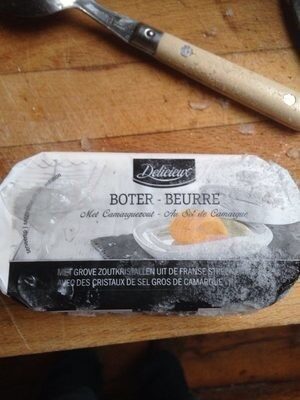 Delicieux
BOTER - BEURRE
Met Camarguezout - Au Sel de Camargue
MET GROVE ZOUTKRISTALLEN UIT DE FRANSE
AVEC DES CRISTAUX DE SEL GROS DE CAMARGUE